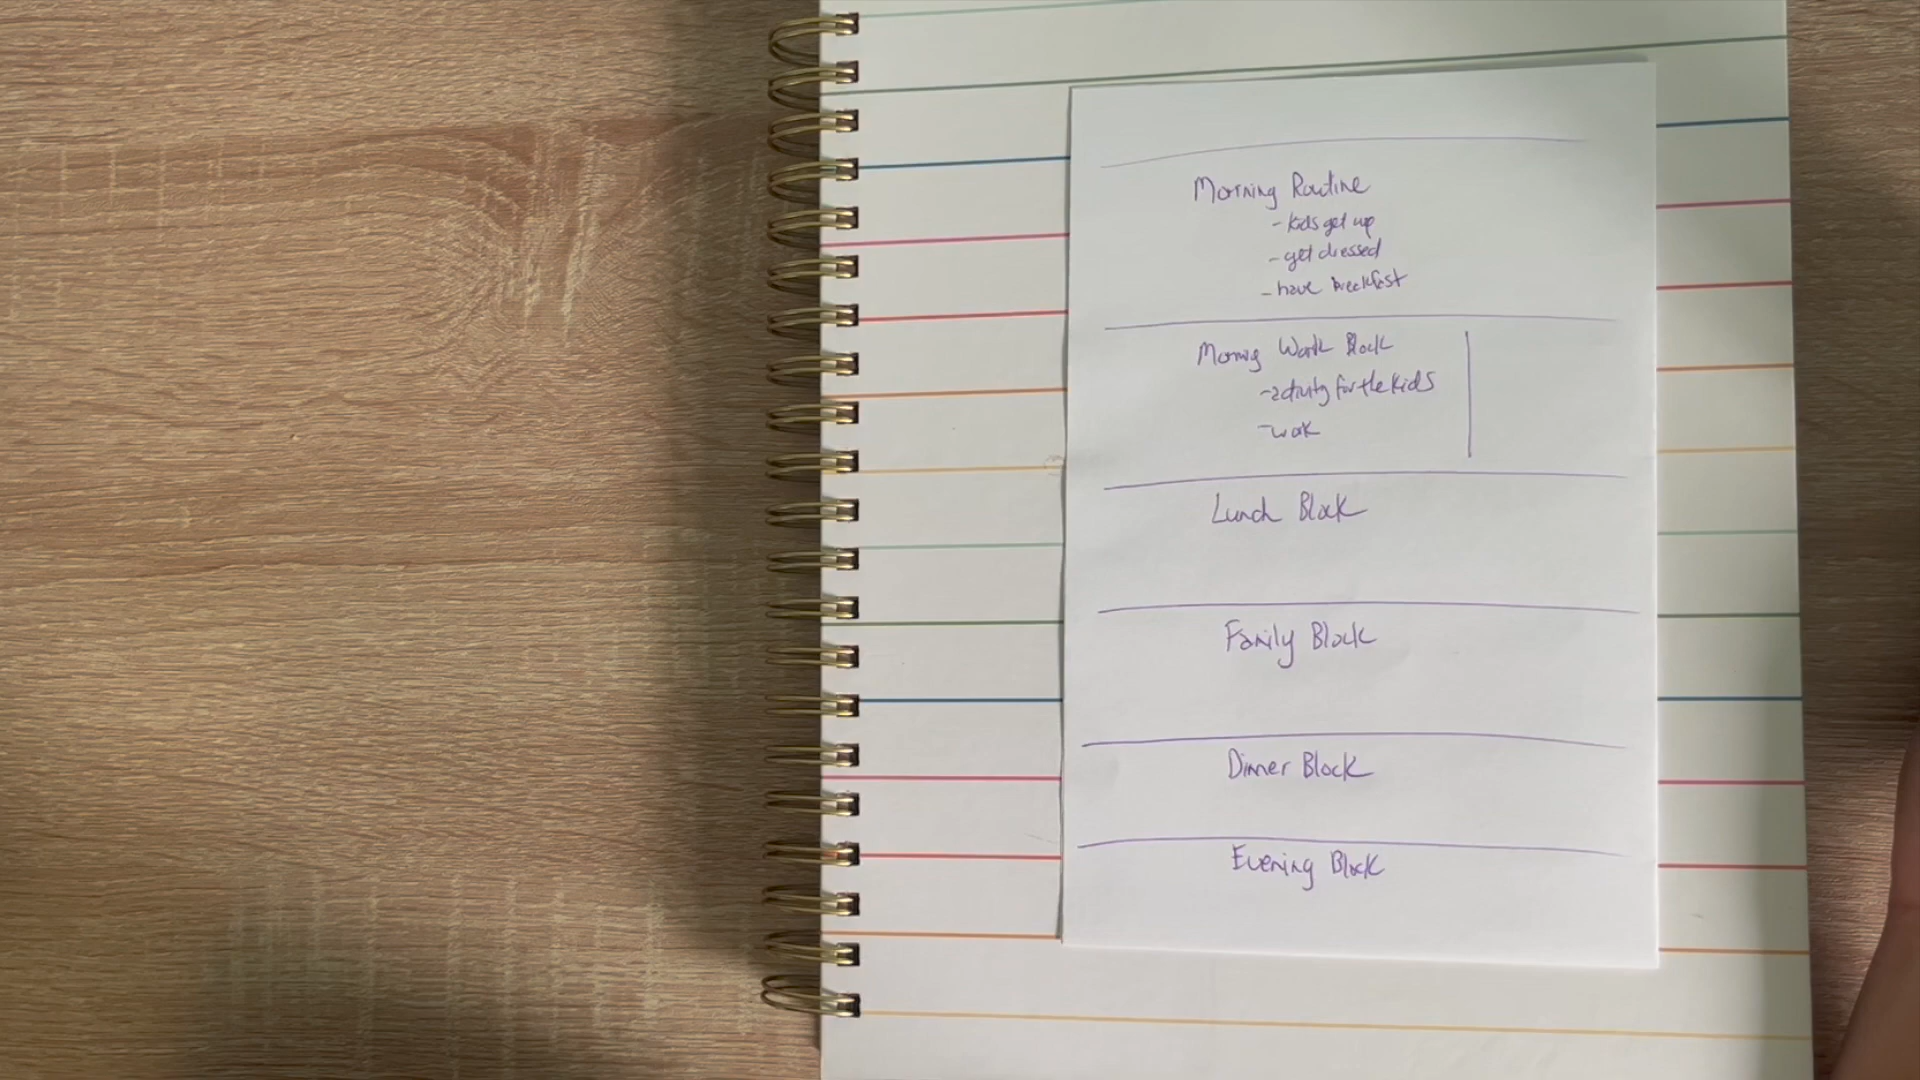 Morning Routine
- kids get up
- get dressed
- have breakfast
Morning Work Block
- activity for the kids
- work
Lunch Block
Family Block
Dinner Block
Evening Block